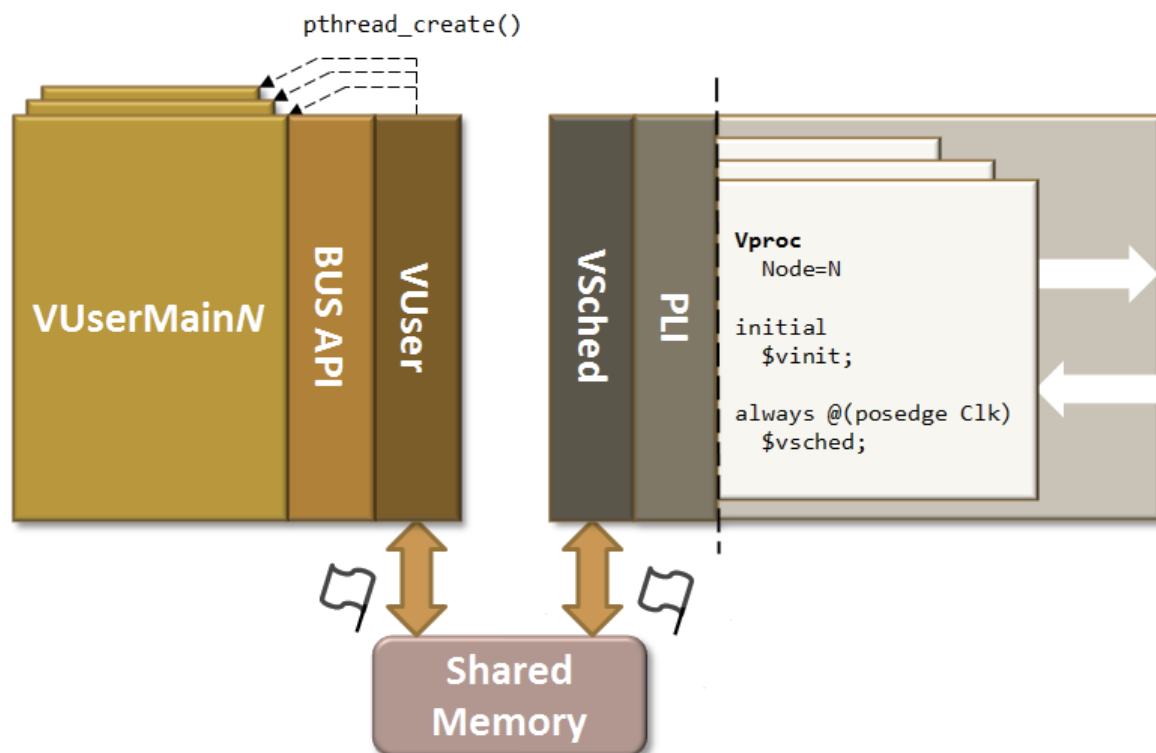 pthread_create()
VUserMainN
BUS API
VUser
VSched
PLI
Vproc
Node=N
initial
$vinit;
always @(posedge Clk)
$vsched;
Shared
Memory